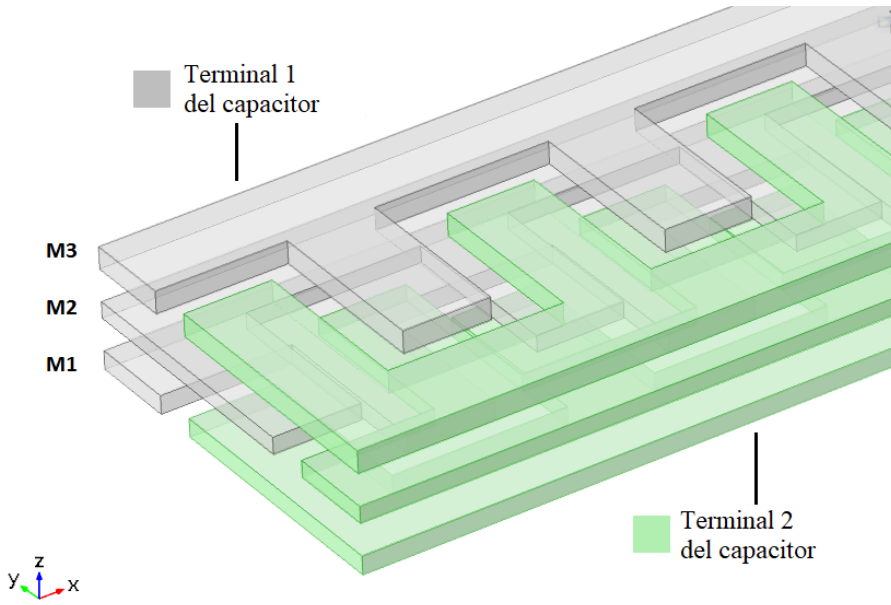 Terminal 1
del capacitor
M3
M2
M1
Terminal 2
del capacitor
z
y
x